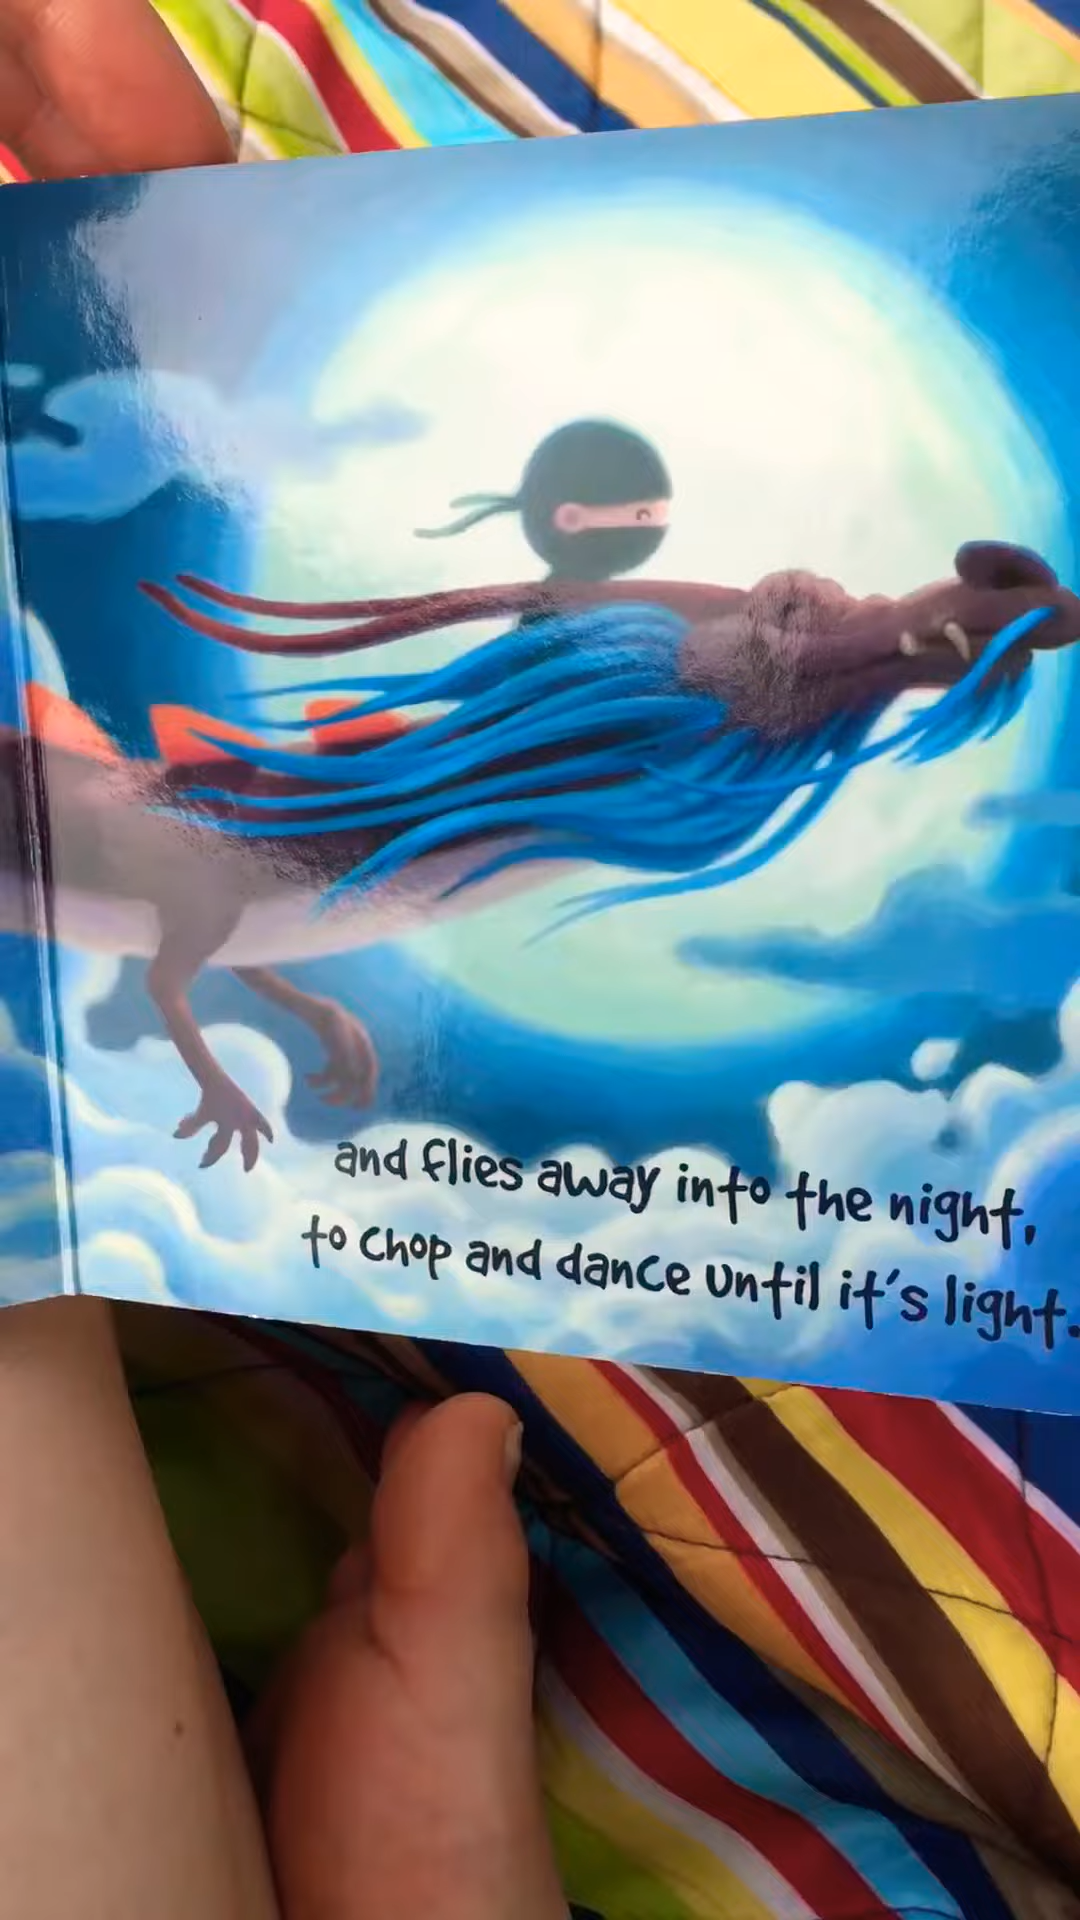 and flies away into the night,
to chop and dance until it's light.